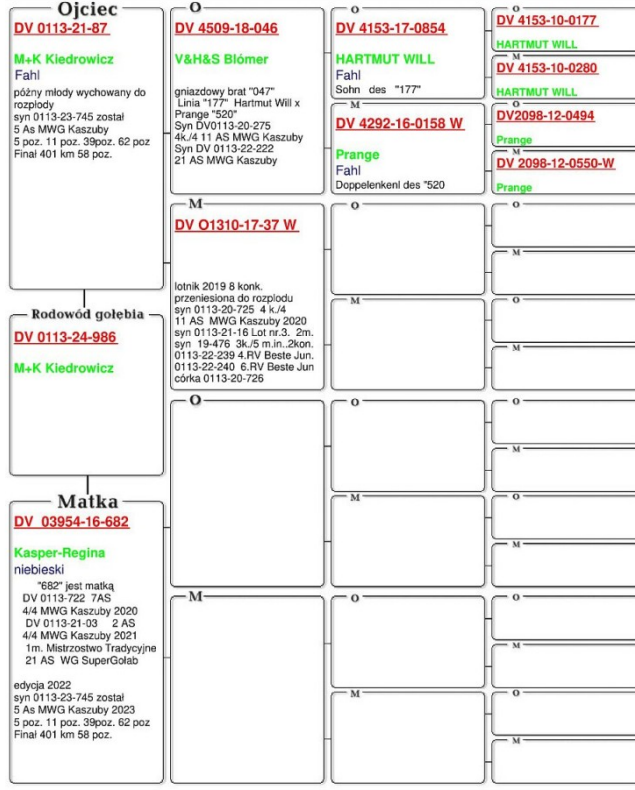 Ojciec
DV 0113-21-87
M+K Kiedrowicz
Fahl
późny młody wychowany do
rozpłody
syn 0113-23-745 został
5 As MWG Kaszuby
5 poz. 11 poz. 39poz. 62 poz
Finał 401 km 58 poz.
Rodowód gołębia
DV 0113-24-986
M+K Kiedrowicz
Matka
DV 03954-16-682
Kasper-Regina
niebieski
"682" jest matką
DV 0113-722 7AS
4/4 MWG Kaszuby 2020
DV 0113-21-03 2 AS
4/4 MWG Kaszuby 2021
1m. Mistrzostwo Tradycyjne
21 AS WG SuperGołab
edycja 2022
syn 0113-23-745 został
5 As MWG Kaszuby 2023
5 poz. 11 poz. 39poz. 62 poz
Finał 401 km 58 poz.
O
DV 4509-18-046
V&H&S Blómer
gniazdowy brat "047"
Linia "177" Hartmut Will x
Prange "520"
Syn DV0113-20-275
4k./4 11 AS MWG Kaszuby
Syn DV 0113-22-222
21 AS MWG Kaszuby
M
DV O1310-17-37 W
lotnik 2019 8 konk.
przeniesiona do rozplodu
syn 0113-20-725 4 k./4
11 AS MWG Kaszuby 2020
syn 0113-21-16 Lot nr.3. 2m.
syn 19-476 3k./5 m.in..2kon.
0113-22-239 4.RV Beste Jun.
0113-22-240 6.RV Beste Jun
córka 0113-20-726
O
M
O
DV 4153-17-0854
HARTMUT WILL
Fahl
Sohn des "177"
M
DV 4292-16-0158 W
Prange
Fahl
Doppelenkenl des "520
O
M
O
M
O
M
O
DV 4153-10-0177
HARTMUT WILL
M
DV 4153-10-0280
HARTMUT WILL
O
DV2098-12-0494
Prange
M
DV 2098-12-0550-W
Prange
O
M
O
M
O
M
O
M
O
M
O
M